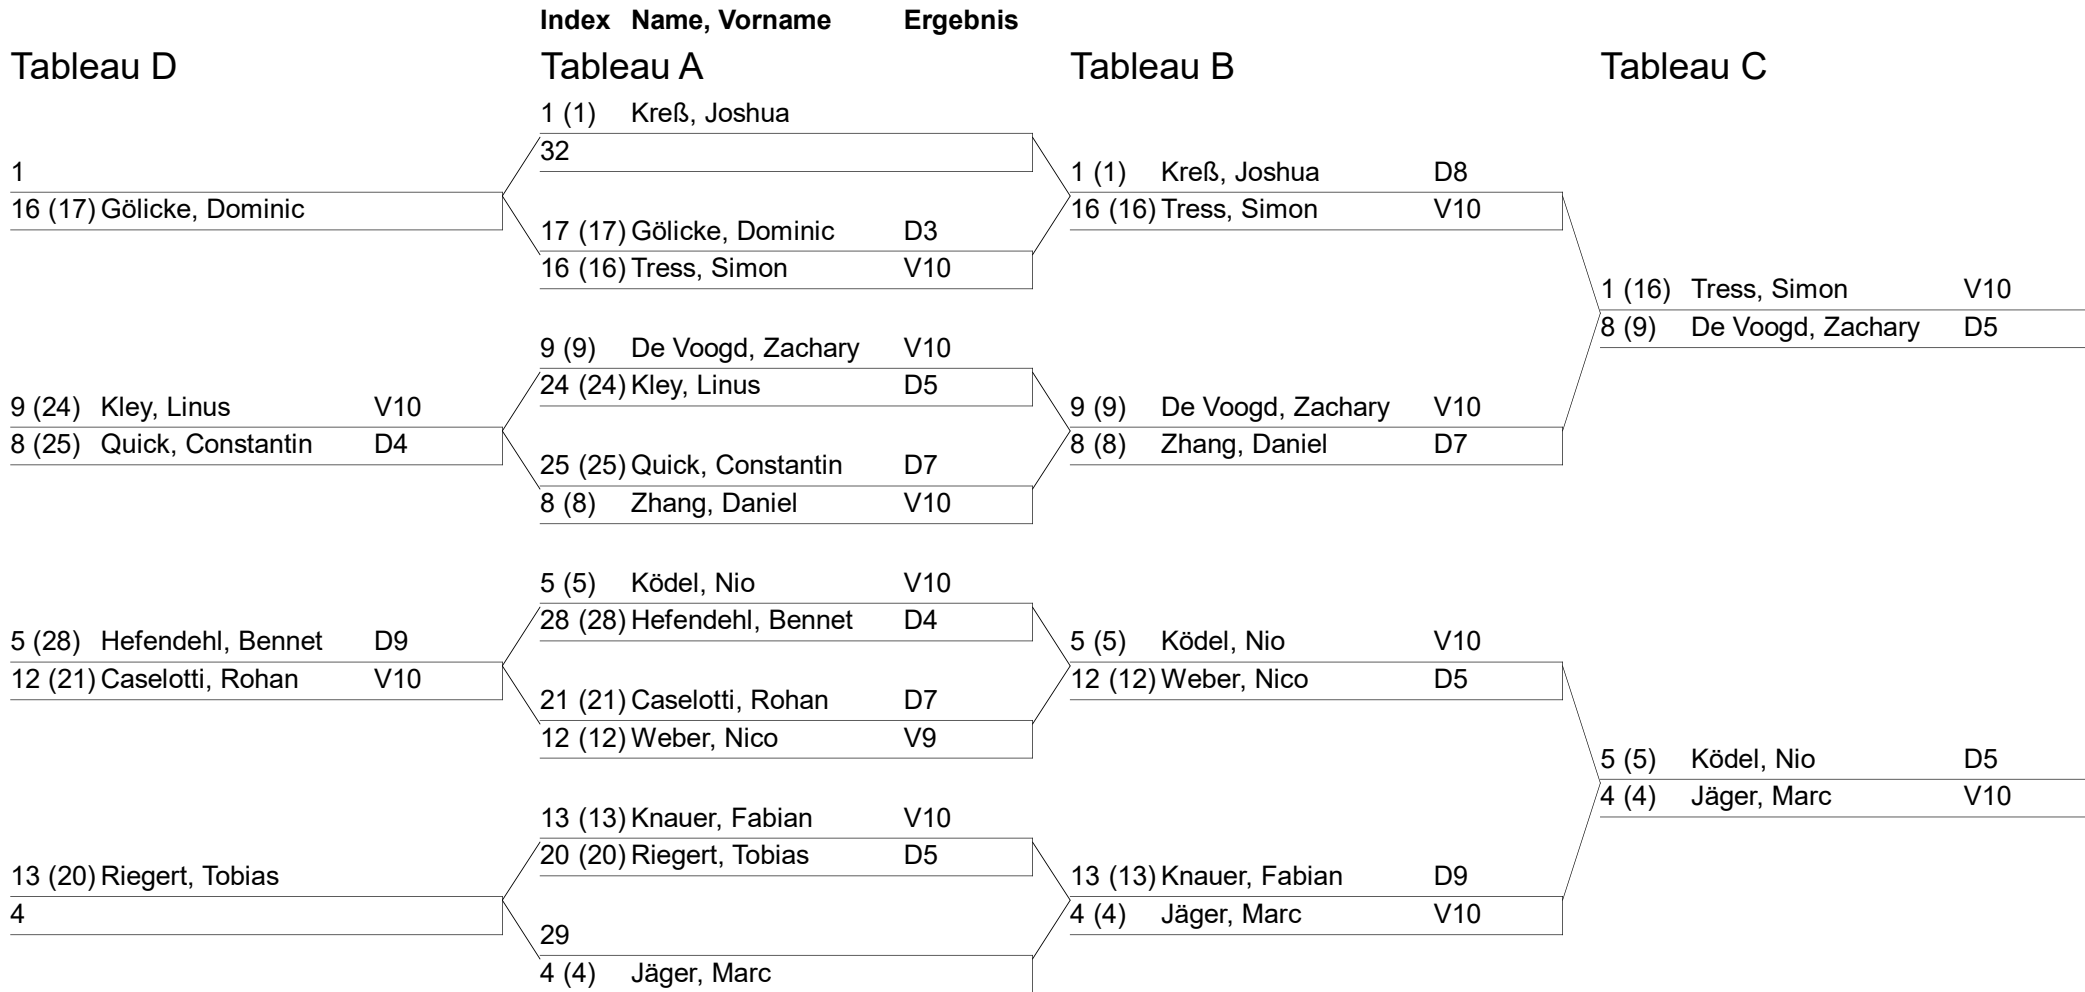 Index Name, Vorname Ergebnis
Tableau D Tableau A Tableau B Tableau C
1
16 (17) Gölicke, Dominic
9 (24) Kley, Linus V10
8 (25) Quick, Constantin D4
5 (28) Hefendehl, Bennet D9
12 (21) Caselotti, Rohan V10
13 (20) Riegert, Tobias
4
1 (1) Kreß, Joshua
32
17 (17) Gölicke, Dominic D3
16 (16) Tress, Simon V10
9 (9) De Voogd, Zachary V10
24 (24) Kley, Linus D5
25 (25) Quick, Constantin D7
8 (8) Zhang, Daniel V10
5 (5) Ködel, Nio V10
28 (28) Hefendehl, Bennet D4
21 (21) Caselotti, Rohan D7
12 (12) Weber, Nico V9
13 (13) Knauer, Fabian V10
20 (20) Riegert, Tobias D5
29
4 (4) Jäger, Marc
1 (1) Kreß, Joshua D8
16 (16) Tress, Simon V10
9 (9) De Voogd, Zachary V10
8 (8) Zhang, Daniel D7
5 (5) Ködel, Nio V10
12 (12) Weber, Nico D5
13 (13) Knauer, Fabian D9
4 (4) Jäger, Marc V10
1 (16) Tress, Simon V10
8 (9) De Voogd, Zachary D5
5 (5) Ködel, Nio D5
4 (4) Jäger, Marc V10